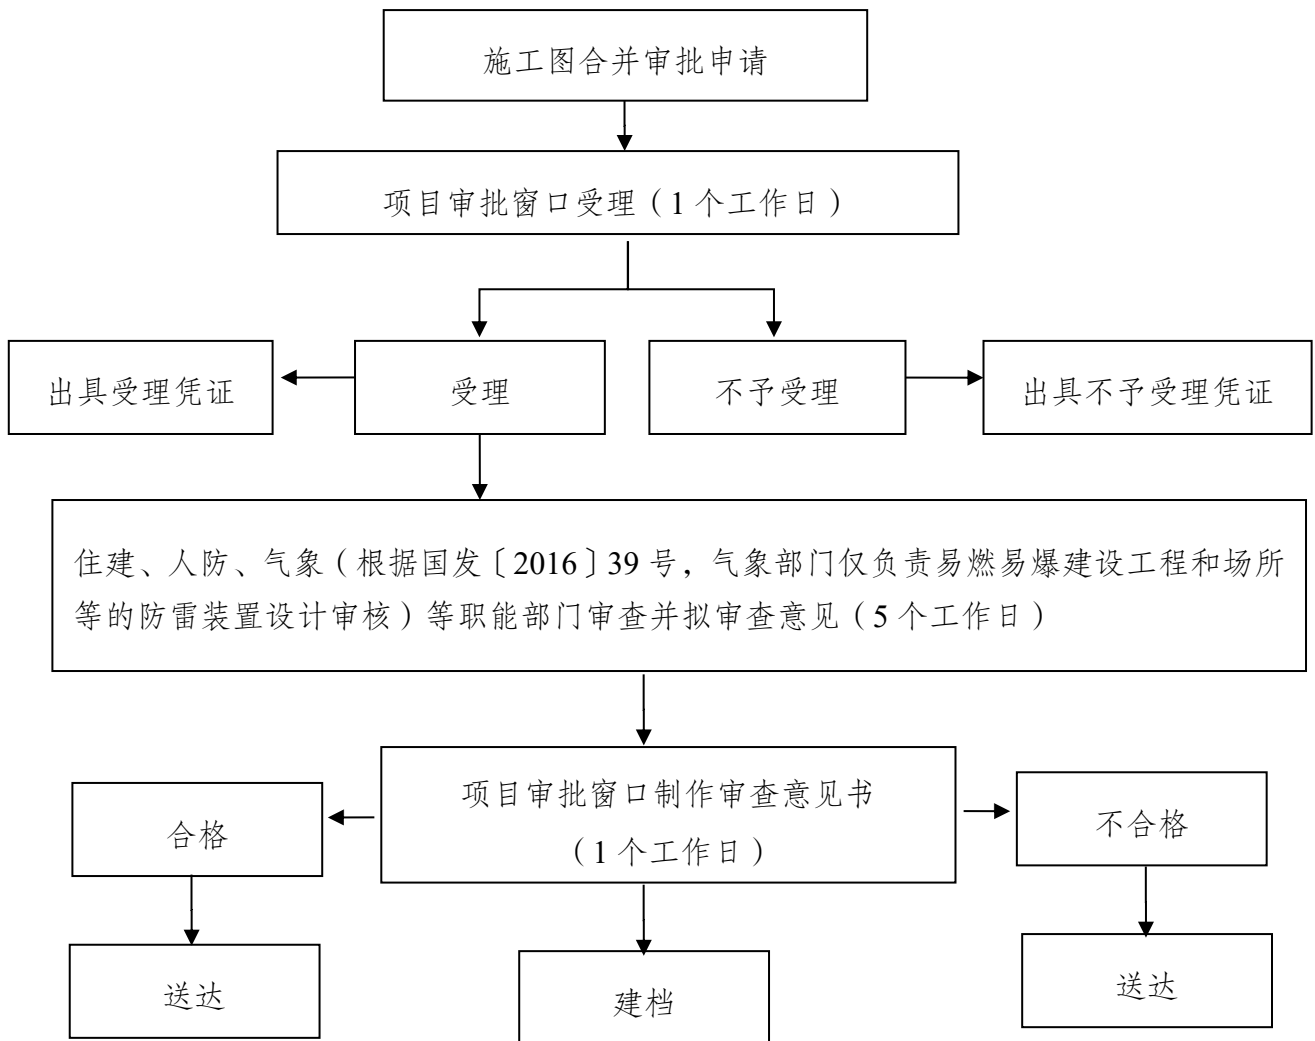 施工图合并审批申请
项目审批窗口受理（1 个工作日）
出具受理凭证
受理
不予受理
出具不予受理凭证
住建、人防、气象（根据国发〔2016〕39 号，气象部门仅负责易燃易爆建设工程和场所
等的防雷装置设计审核）等职能部门审查并拟审查意见（5 个工作日）
项目审批窗口制作审查意见书
（1 个工作日）
合格
不合格
送达
建档
送达